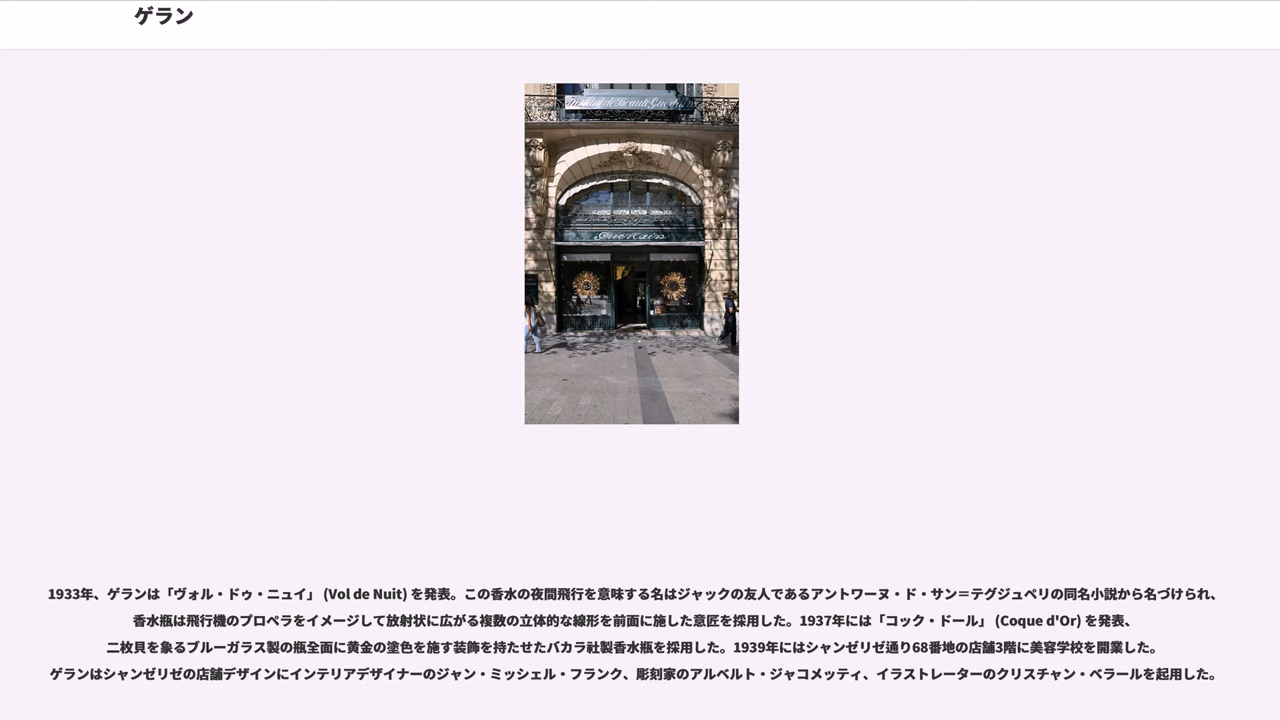 ゲラン
Institut de Beauté Guerlain
Guerlain
1933年、ゲランは「ヴォル・ドゥ・ニュイ」 (Vol de Nuit) を発表。この香水の夜間飛行を意味する名はジャックの友人であるアントワーヌ・ド・サン＝テグジュペリの同名小説から名づけられ、
香水瓶は飛行機のプロペラをイメージして放射状に広がる複数の立体的な線形を前面に施した意匠を採用した。1937年には「コック・ドール」 (Coque d'Or) を発表、
二枚貝を象るブルーガラス製の瓶全面に黄金の塗色を施す装飾を持たせたバカラ社製香水瓶を採用した。1939年にはシャンゼリゼ通り68番地の店舗3階に美容学校を開業した。
ゲランはシャンゼリゼの店舗デザインにインテリアデザイナーのジャン・ミッシェル・フランク、彫刻家のアルベルト・ジャコメッティ、イラストレーターのクリスチャン・ベラールを起用した。